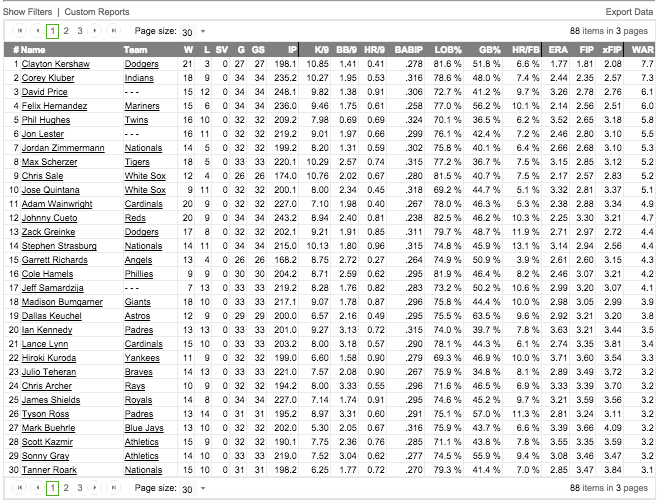 Show Filters | Custom Reports Export Data
1 2 3 Page size: 30 88 items in 3 pages
# Name Team W L SV G GS IP K/9 BB/9 HR/9 BABIP LOB% GB% HR/FB ERA FIP xFIP WAR
1 Clayton Kershaw Dodgers 21 3 0 27 27 198.1 10.85 1.41 0.41 .278 81.6 % 51.8 % 6.6 % 1.77 1.81 2.08 7.7
2 Corey Kluber Indians 18 9 0 34 34 235.2 10.27 1.95 0.53 .316 78.6 % 48.0 % 7.4 % 2.44 2.35 2.57 7.3
3 David Price - - - 15 12 0 34 34 248.1 9.82 1.38 0.91 .306 72.7 % 41.2 % 9.7 % 3.26 2.78 2.76 6.1
4 Felix Hernandez Mariners 15 6 0 34 34 236.0 9.46 1.75 0.61 .258 77.0 % 56.2 % 10.1 % 2.14 2.56 2.51 6.0
5 Phil Hughes Twins 16 10 0 32 32 209.2 7.98 0.69 0.69 .324 70.1 % 36.5 % 6.2 % 3.52 2.65 3.18 5.8
6 Jon Lester - - - 16 11 0 32 32 219.2 9.01 1.97 0.66 .299 76.1 % 42.4 % 7.2 % 2.46 2.80 3.10 5.5
7 Jordan Zimmermann Nationals 14 5 0 32 32 199.2 8.20 1.31 0.59 .302 75.8 % 40.1 % 6.4 % 2.66 2.68 3.10 5.3
8 Max Scherzer Tigers 18 5 0 33 33 220.1 10.29 2.57 0.74 .315 77.2 % 36.7 % 7.5 % 3.15 2.85 3.12 5.2
9 Chris Sale White Sox 12 4 0 26 26 174.0 10.76 2.02 0.67 .280 81.5 % 40.7 % 7.5 % 2.17 2.57 2.83 5.2
10 Jose Quintana White Sox 9 11 0 32 32 200.1 8.00 2.34 0.45 .318 69.2 % 44.7 % 5.1 % 3.32 2.81 3.37 5.1
11 Adam Wainwright Cardinals 20 9 0 32 32 227.0 7.10 1.98 0.40 .267 78.0 % 46.3 % 5.3 % 2.38 2.88 3.34 4.9
12 Johnny Cueto Reds 20 9 0 34 34 243.2 8.94 2.40 0.81 .238 82.5 % 46.2 % 10.3 % 2.25 3.30 3.21 4.7
13 Zack Greinke Dodgers 17 8 0 32 32 202.1 9.21 1.91 0.85 .311 79.7 % 48.7 % 11.9 % 2.71 2.97 2.72 4.4
14 Stephen Strasburg Nationals 14 11 0 34 34 215.0 10.13 1.80 0.96 .315 74.8 % 45.9 % 13.1 % 3.14 2.94 2.56 4.4
15 Garrett Richards Angels 13 4 0 26 26 168.2 8.75 2.72 0.27 .264 74.9 % 50.9 % 3.9 % 2.61 2.60 3.15 4.3
16 Cole Hamels Phillies 9 9 0 30 30 204.2 8.71 2.59 0.62 .295 81.9 % 46.4 % 8.2 % 2.46 3.07 3.21 4.2
17 Jeff Samardzija - - - 7 13 0 33 33 219.2 8.28 1.76 0.82 .283 73.2 % 50.2 % 10.6 % 2.99 3.20 3.07 4.1
18 Madison Bumgarner Giants 18 10 0 33 33 217.1 9.07 1.78 0.87 .296 75.8 % 44.4 % 10.0 % 2.98 3.05 2.99 3.9
19 Dallas Keuchel Astros 12 9 0 29 29 200.0 6.57 2.16 0.49 .295 75.5 % 63.5 % 9.6 % 2.92 3.21 3.20 3.8
20 Ian Kennedy Padres 13 13 0 33 33 201.0 9.27 3.13 0.72 .315 74.0 % 39.7 % 7.8 % 3.63 3.21 3.44 3.5
21 Lance Lynn Cardinals 15 10 0 33 33 203.2 8.00 3.18 0.57 .290 78.1 % 44.3 % 6.1 % 2.74 3.35 3.81 3.4
22 Hiroki Kuroda Yankees 11 9 0 32 32 199.0 6.60 1.58 0.90 .279 69.3 % 46.9 % 10.0 % 3.71 3.60 3.54 3.3
23 Julio Teheran Braves 14 13 0 33 33 221.0 7.57 2.08 0.90 .267 75.9 % 34.8 % 8.1 % 2.89 3.49 3.72 3.2
24 Chris Archer Rays 10 9 0 32 32 194.2 8.00 3.33 0.55 .296 71.6 % 46.5 % 6.9 % 3.33 3.39 3.70 3.2
25 James Shields Royals 14 8 0 34 34 227.0 7.14 1.74 0.91 .295 74.6 % 45.2 % 9.7 % 3.21 3.59 3.56 3.2
26 Tyson Ross Padres 13 14 0 31 31 195.2 8.97 3.31 0.60 .291 75.1 % 57.0 % 11.3 % 2.81 3.24 3.11 3.2
27 Mark Buehrle Blue Jays 13 10 0 32 32 202.0 5.30 2.05 0.67 .316 75.9 % 43.7 % 6.6 % 3.39 3.66 4.09 3.2
28 Scott Kazmir Athletics 15 9 0 32 32 190.1 7.75 2.36 0.76 .285 71.1 % 43.8 % 7.8 % 3.55 3.35 3.59 3.2
29 Sonny Gray Athletics 14 10 0 33 33 219.0 7.52 3.04 0.62 .277 74.5 % 55.9 % 9.4 % 3.08 3.46 3.47 3.2
30 Tanner Roark Nationals 15 10 0 31 31 198.2 6.25 1.77 0.72 .270 79.3 % 41.4 % 7.0 % 2.85 3.47 3.84 3.1
1 2 3 Page size: 30 88 items in 3 pages